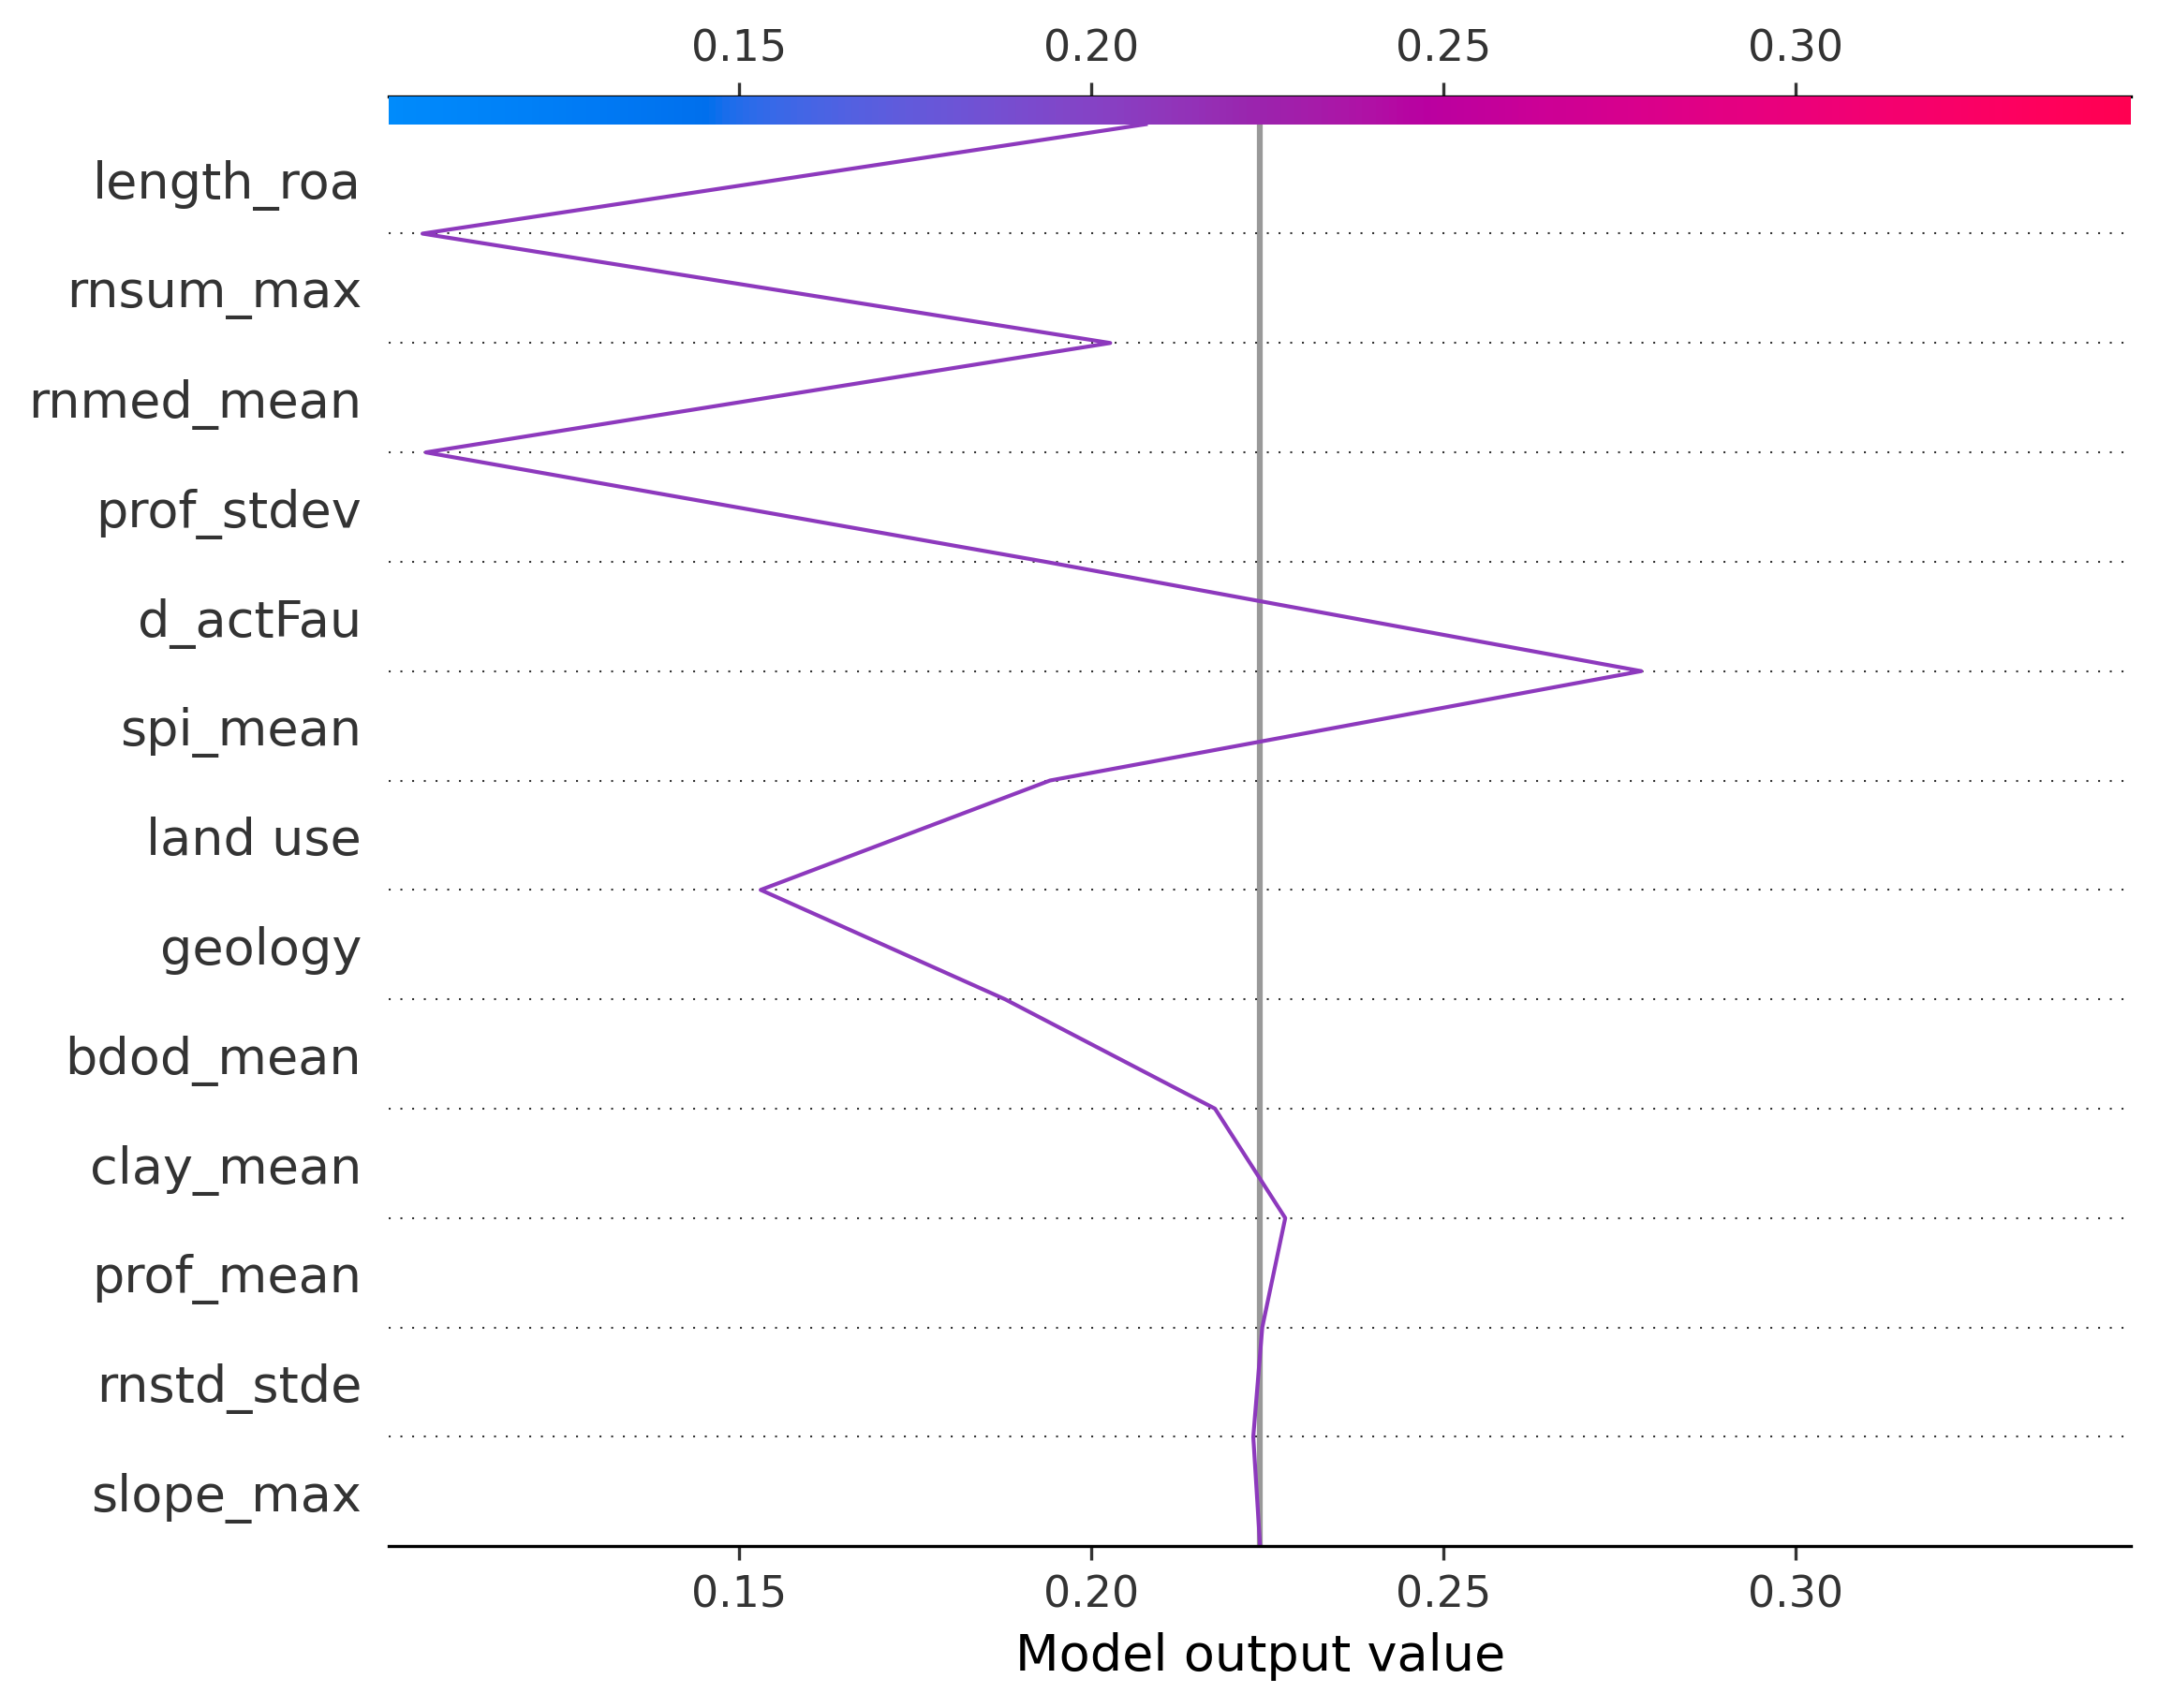 0.15 0.20 0.25 0.30
length_roa
rnsum_max
rnmed_mean
prof_stdev
d_actFau
spi_mean
land use
geology
bdod_mean
clay_mean
prof_mean
rnstd_stde
slope_max
0.15 0.20 0.25 0.30
Model output value